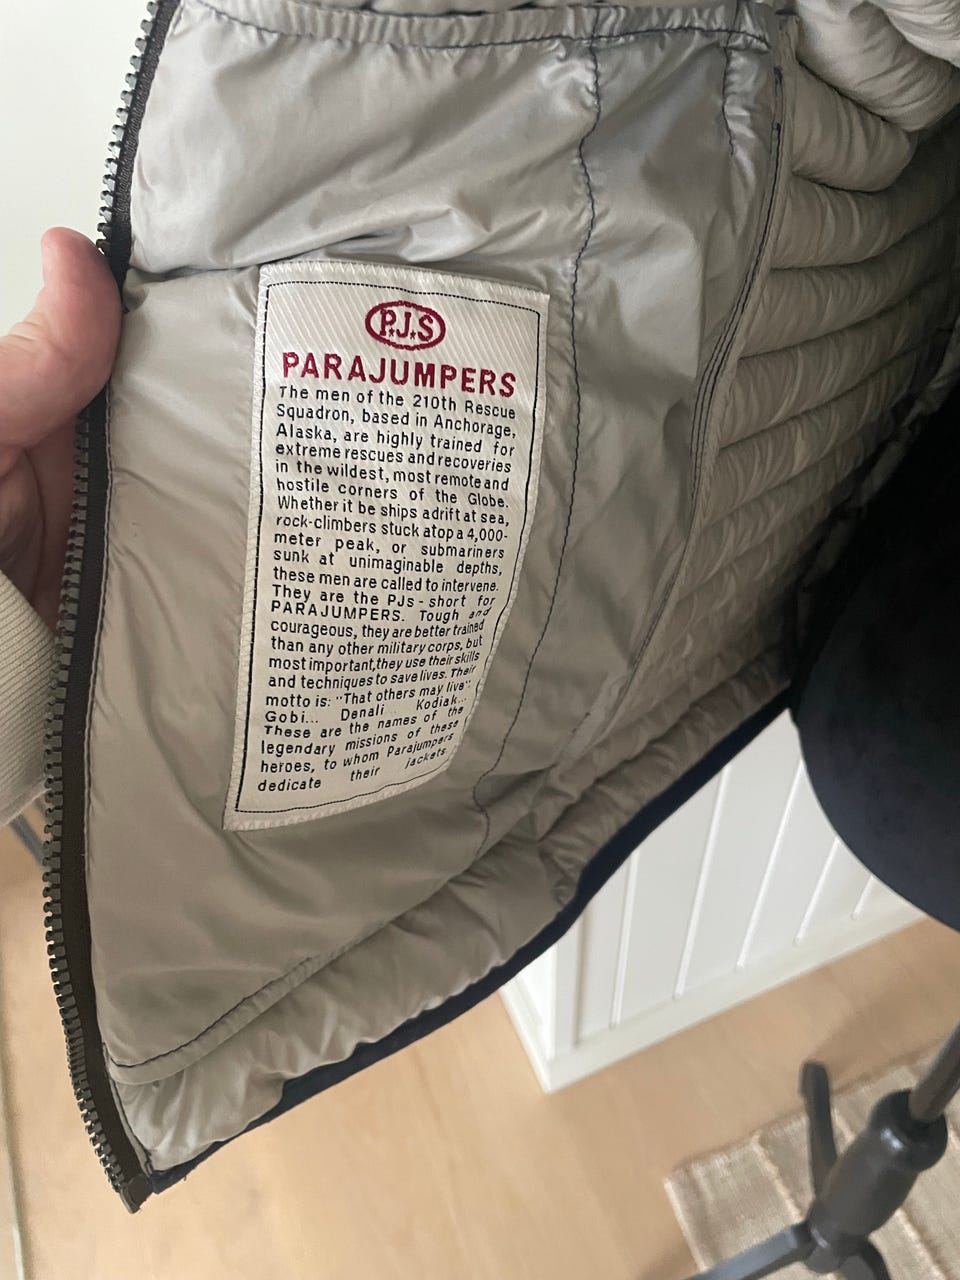 P.J.S
PARAJUMPERS
The men of the 210th Rescue
Squadron, based in Anchorage,
Alaska, are highly trained for
extreme rescues and recoveries
in the wildest, most remote and
hostile corners of the Globe.
Whether it be ships adrift at sea,
rock-climbers stuck atop a 4,000-
meter peak, or submariners
sunk at unimaginable depths,
these men are called to intervene.
They are the PJs - short for
PARAJUMPERS. Tough and
courageous, they are better trained
than any other military corps, but
most important,they use their skills
and techniques to save lives. Their
motto is: "That others may live":
Gobi... Denali... Kodiak...
These are the names of the
legendary missions of these
heroes, to whom Parajumpers
dedicate their jackets.